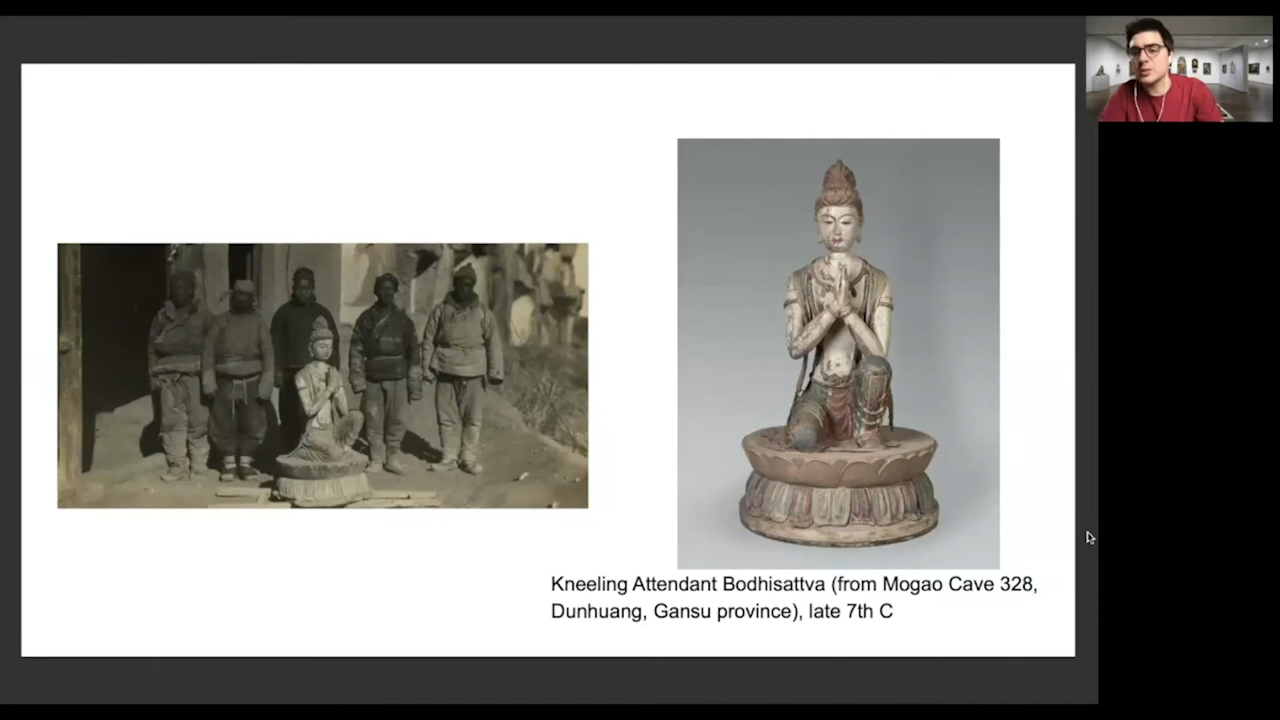 Kneeling Attendant Bodhisattva (from Mogao Cave 328,
Dunhuang, Gansu province), late 7th C